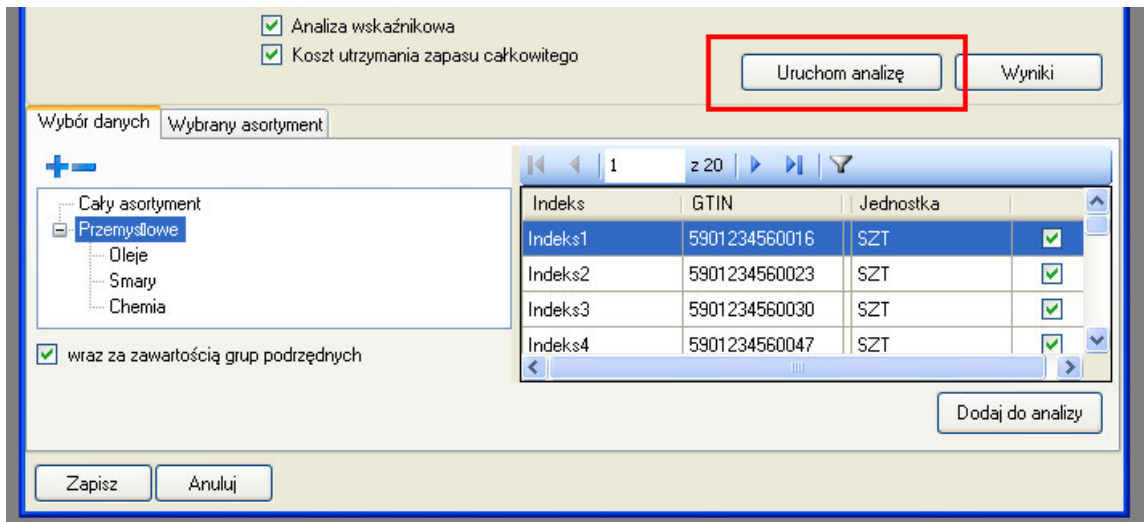 Analiza wskaźnikowa
Koszt utrzymania zapasu całkowitego
Uruchom analizę Wyniki
Wybór danych Wybrany asortyment
1 z 20
Cały asortyment
Przemysłowe
Oleje
Smary
Chemia
wraz za zawartością grup podrzędnych
Indeks GTIN Jednostka
Indeks1 5901234560016 SZT
Indeks2 5901234560023 SZT
Indeks3 5901234560030 SZT
Indeks4 5901234560047 SZT
Dodaj do analizy
Zapisz Anuluj